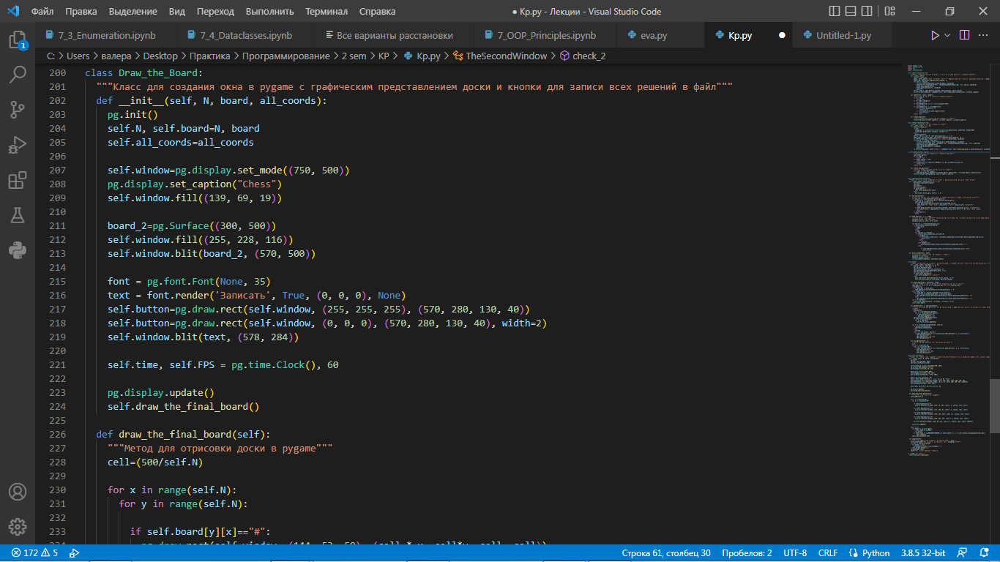 Файл Правка Выделение Вид Переход Выполнить Терминал Справка ● Кр.py - Лекции - Visual Studio Code
7_3_Enumeration.ipynb 7_4_Dataclasses.ipynb Все варианты расстановки 7_OOP_Principles.ipynb eva.py Кр.py Untitled-1.py
C: > Users > валера > Desktop > Практика > Программирование > 2 sem > КР > Кр.py > TheSecondWindow > check_2
1
200 class Draw_the_Board:
201 """Класс для создания окна в pygame с графическим представлением доски и кнопки для записи всех решений в файл"""
202 def __init__(self, N, board, all_coords):
203 pg.init()
204 self.N, self.board=N, board
205 self.all_coords=all_coords
206
207 self.window=pg.display.set_mode((750, 500))
208 pg.display.set_caption("Chess")
209 self.window.fill((139, 69, 19))
210
211 board_2=pg.Surface((300, 500))
212 self.window.fill((255, 228, 116))
213 self.window.blit(board_2, (570, 500))
214
215 font = pg.font.Font(None, 35)
216 text = font.render('Записать', True, (0, 0, 0), None)
217 self.button=pg.draw.rect(self.window, (255, 255, 255), (570, 280, 130, 40))
218 self.button=pg.draw.rect(self.window, (0, 0, 0), (570, 280, 130, 40), width=2)
219 self.window.blit(text, (578, 284))
220
221 self.time, self.FPS = pg.time.Clock(), 60
222
223 pg.display.update()
224 self.draw_the_final_board()
225
226 def draw_the_final_board(self):
227 """Метод для отрисовки доски в pygame"""
228 cell=(500/self.N)
229
230 for x in range(self.N):
231 for y in range(self.N):
232
233 if self.board[y][x]=="#":
172 5 Строка 61, столбец 30 Пробелов: 2 UTF-8 CRLF Python 3.8.5 32-bit